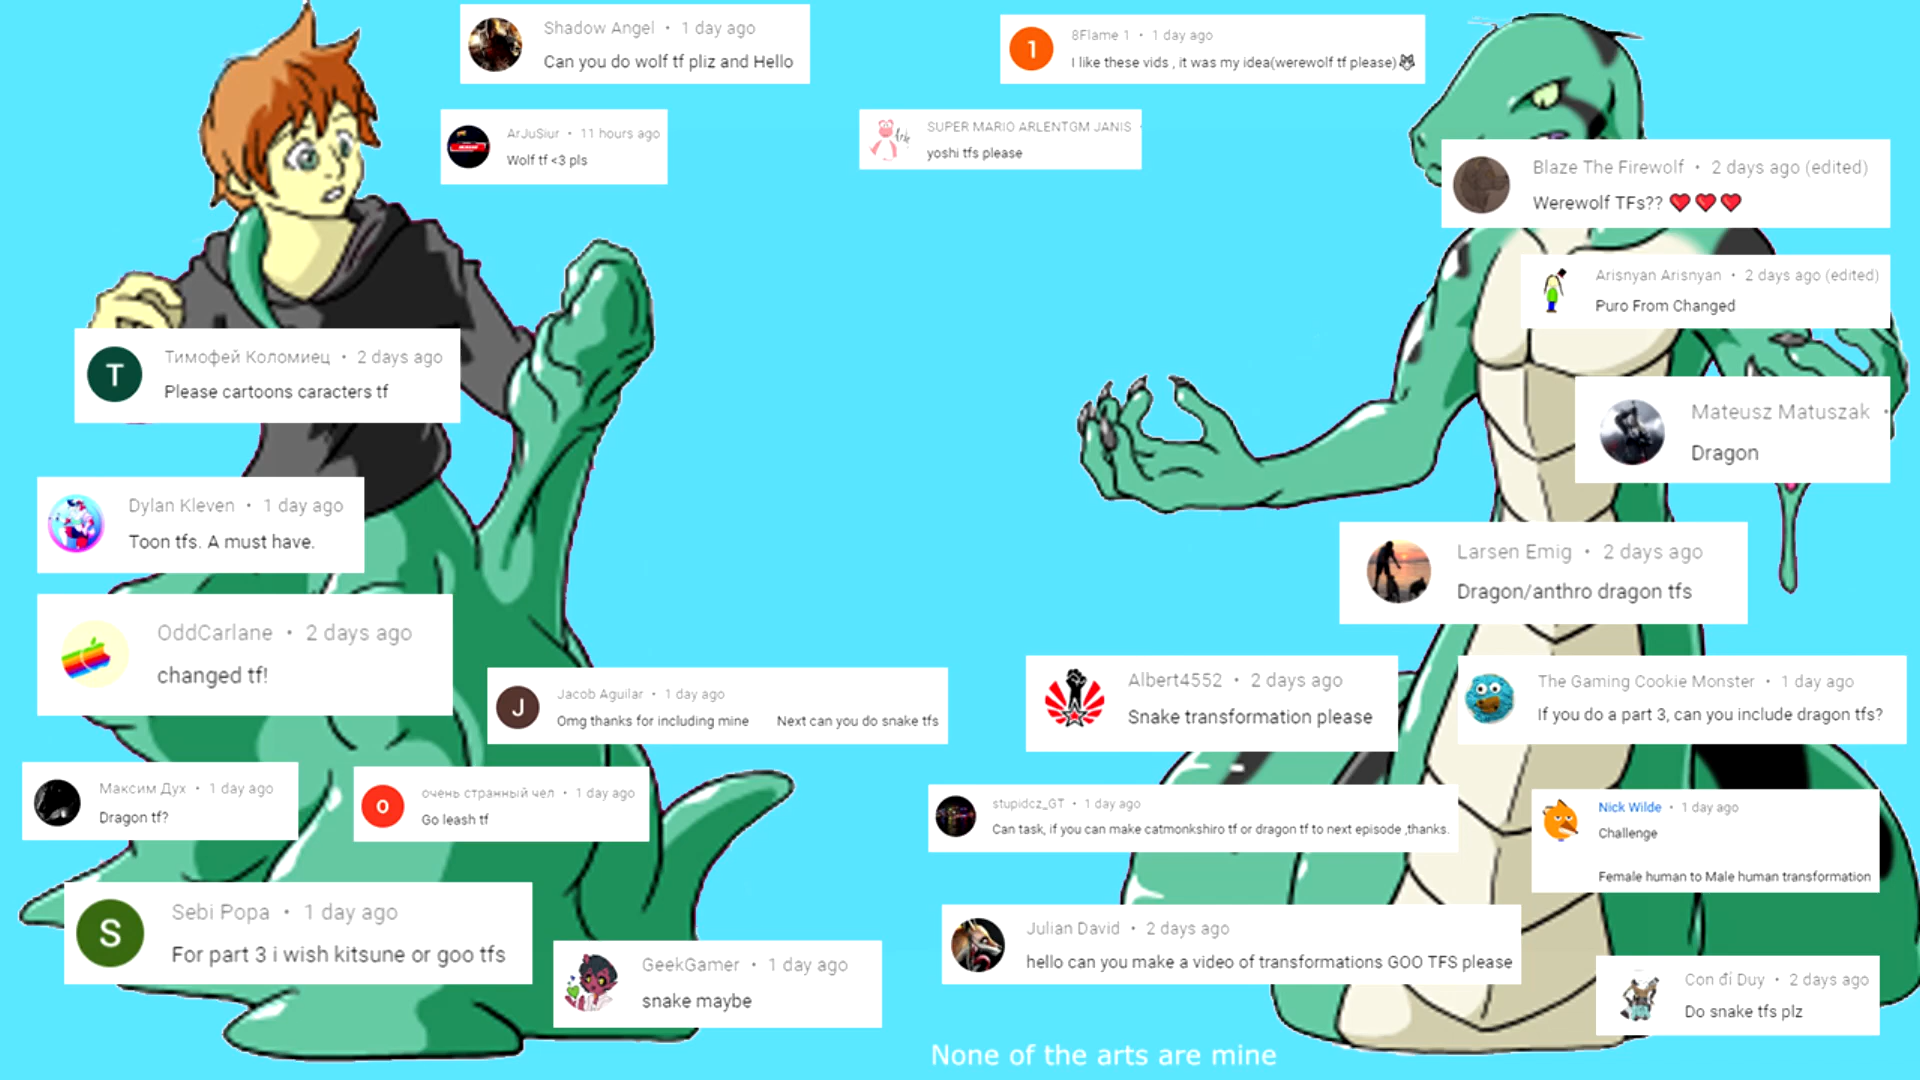 Shadow Angel • 1 day ago
Can you do wolf tf pliz and Hello
8Flame 1 • 1 day ago
1
I like these vids , it was my idea(werewolf tf please)
ArJuSiur • 11 hours ago
Wolf tf <3 pls
SUPER MARIO ARLENTGM JANIS
yoshi tfs please
Blaze The Firewolf • 2 days ago (edited)
Werewolf TFs??
Arisnyan Arisnyan • 2 days ago (edited)
Puro From Changed
T
Тимофей Коломиец • 2 days ago
Please cartoons caracters tf
Mateusz Matuszak •
Dragon
Dylan Kleven • 1 day ago
Toon tfs. A must have.
Larsen Emig • 2 days ago
Dragon/anthro dragon tfs
OddCarlane • 2 days ago
changed tf!
J
Jacob Aguilar • 1 day ago
Omg thanks for including mine Next can you do snake tfs
Albert4552 • 2 days ago
Snake transformation please
The Gaming Cookie Monster • 1 day ago
If you do a part 3, can you include dragon tfs?
Максим Дух • 1 day ago
Dragon tf?
O
очень странный чел • 1 day ago
Go leash tf
stupidcz_GT • 1 day ago
Can task, if you can make catmonkshiro tf or dragon tf to next episode ,thanks.
Nick Wilde • 1 day ago
Challenge
Female human to Male human transformation
S
Sebi Popa • 1 day ago
For part 3 i wish kitsune or goo tfs
Julian David • 2 days ago
hello can you make a video of transformations GOO TFS please
GeekGamer • 1 day ago
snake maybe
Con đỉ Duy • 2 days ago
Do snake tfs plz
None of the arts are mine